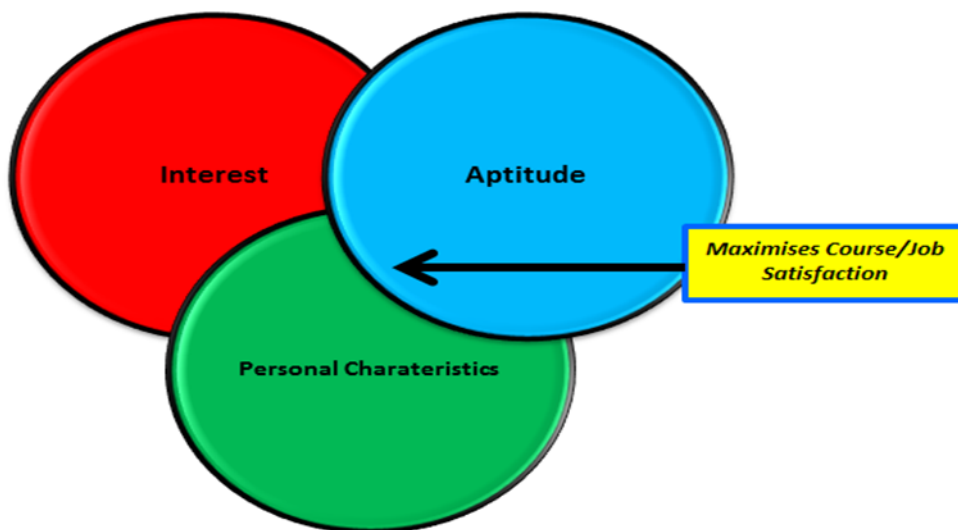 Interest
Aptitude
Maximises Course/Job
Satisfaction
Personal Charateristics